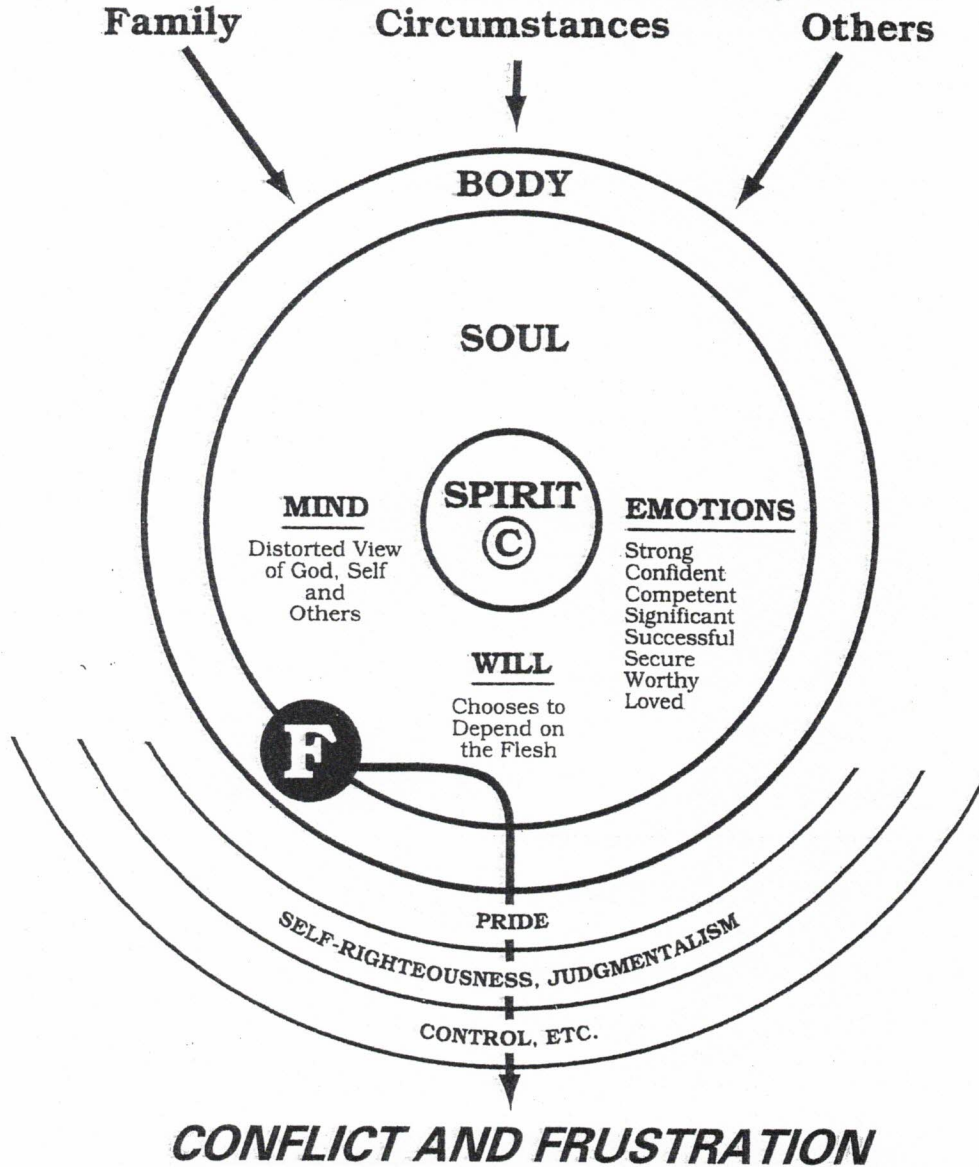 Family
Circumstances
Others
BODY
SOUL
SPIRIT
©
MIND
Distorted View
of God, Self
and
Others
EMOTIONS
Strong
Confident
Competent
Significant
Successful
Secure
Worthy
Loved
WILL
Chooses to
Depend on
the Flesh
F
PRIDE
SELF-RIGHTEOUSNESS, JUDGMENTALISM
CONTROL, ETC.
CONFLICT AND FRUSTRATION